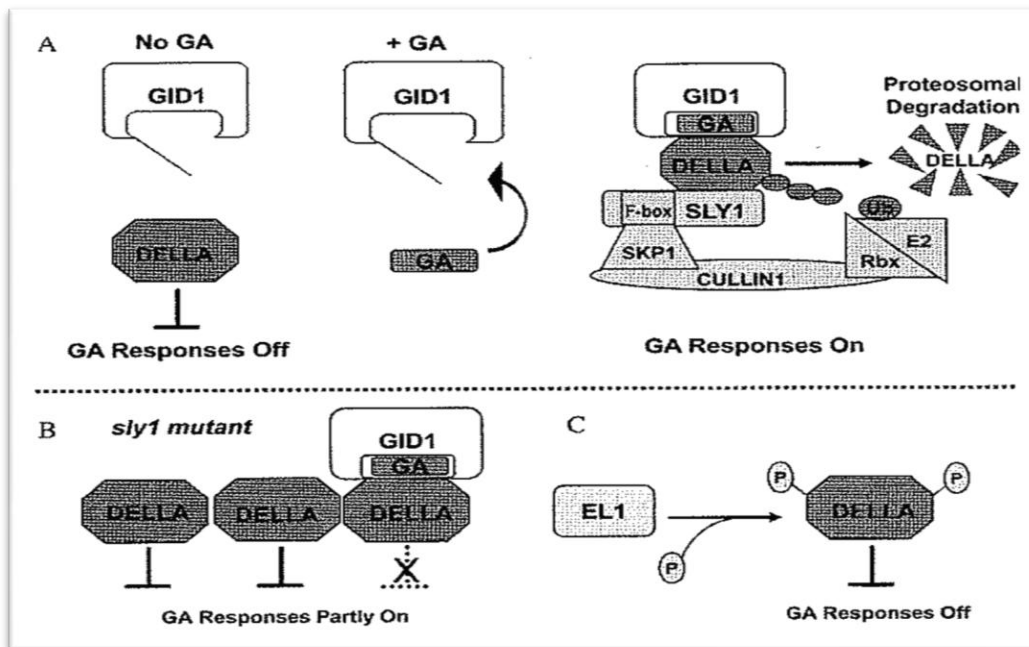 A
No GA
+ GA
GID1
GID1
GID1
GA
DELLA
Proteosomal
Degradation
DELLA
DELLA
GA
F-box SLY1
SKP1
CULLIN1
Ub
E2
Rbx
GA Responses Off
GA Responses On
B sly1 mutant
GID1
GA
DELLA DELLA DELLA
X
GA Responses Partly On
C
EL1
P
P
P
DELLA
GA Responses Off